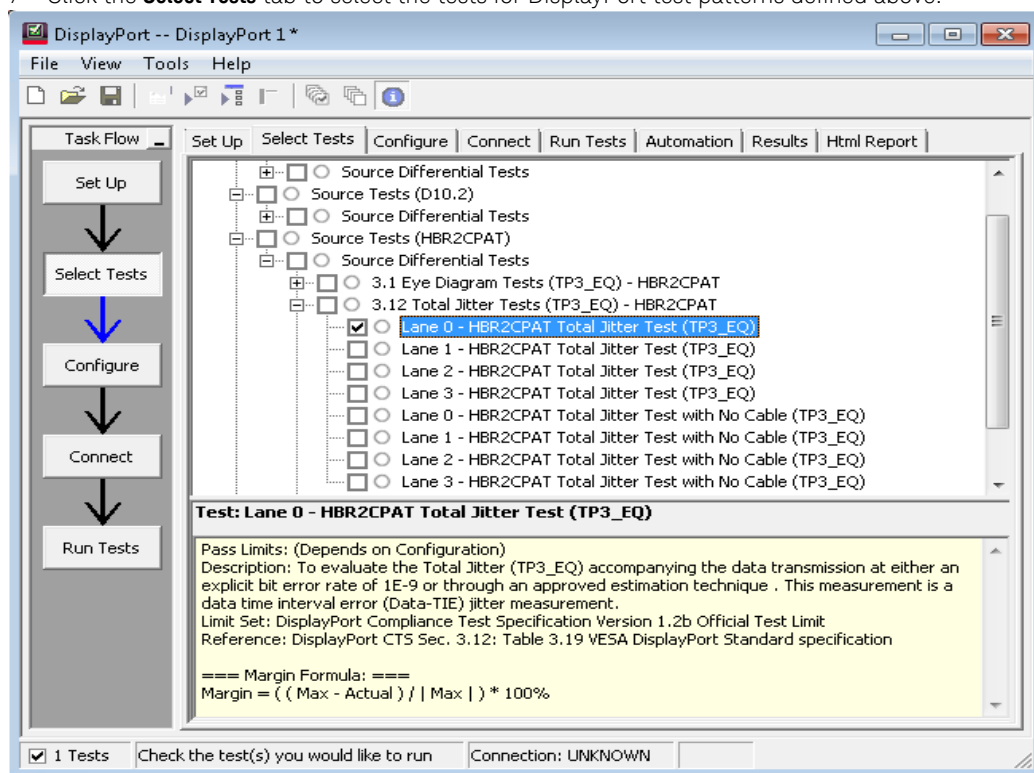 Click the Select Tests tab to select the tests for DisplayPort test patterns defined above.
DisplayPort -- DisplayPort 1 *
File View Tools Help
Task Flow
Set Up Select Tests Configure Connect Run Tests Automation Results Html Report
Set Up
Select Tests
Configure
Connect
Run Tests
Source Differential Tests
Source Tests (D10.2)
Source Differential Tests
Source Tests (HBR2CPAT)
Source Differential Tests
3.1 Eye Diagram Tests (TP3_EQ) - HBR2CPAT
3.12 Total Jitter Tests (TP3_EQ) - HBR2CPAT
Lane 0 - HBR2CPAT Total Jitter Test (TP3_EQ)
Lane 1 - HBR2CPAT Total Jitter Test (TP3_EQ)
Lane 2 - HBR2CPAT Total Jitter Test (TP3_EQ)
Lane 3 - HBR2CPAT Total Jitter Test (TP3_EQ)
Lane 0 - HBR2CPAT Total Jitter Test with No Cable (TP3_EQ)
Lane 1 - HBR2CPAT Total Jitter Test with No Cable (TP3_EQ)
Lane 2 - HBR2CPAT Total Jitter Test with No Cable (TP3_EQ)
Lane 3 - HBR2CPAT Total Jitter Test with No Cable (TP3_EQ)
Test: Lane 0 - HBR2CPAT Total Jitter Test (TP3_EQ)
Pass Limits: (Depends on Configuration)
Description: To evaluate the Total Jitter (TP3_EQ) accompanying the data transmission at either an
explicit bit error rate of 1E-9 or through an approved estimation technique . This measurement is a
data time interval error (Data-TIE) jitter measurement.
Limit Set: DisplayPort Compliance Test Specification Version 1.2b Official Test Limit
Reference: DisplayPort CTS Sec. 3.12: Table 3.19 VESA DisplayPort Standard specification
=== Margin Formula: ===
Margin = ( ( Max - Actual ) / | Max | ) * 100%
1 Tests Check the test(s) you would like to run Connection: UNKNOWN